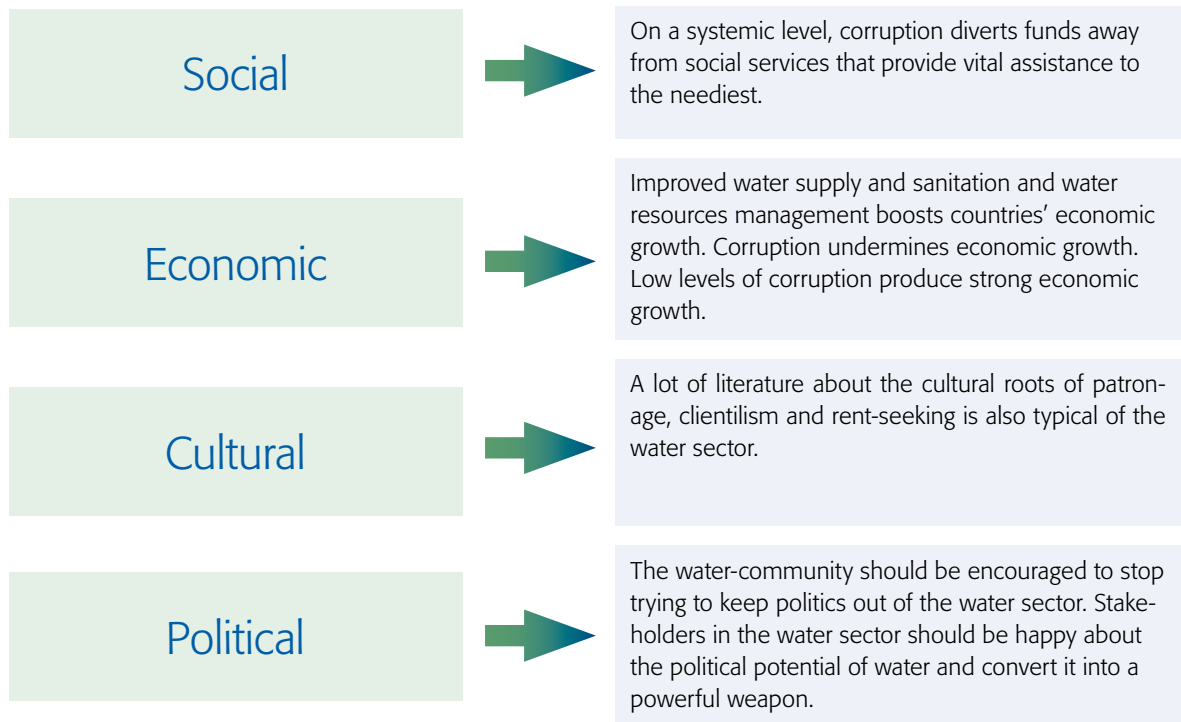 Social
On a systemic level, corruption diverts funds away
from social services that provide vital assistance to
the neediest.
Economic
Improved water supply and sanitation and water
resources management boosts countries’ economic
growth. Corruption undermines economic growth.
Low levels of corruption produce strong economic
growth.
Cultural
A lot of literature about the cultural roots of patron-
age, clientilism and rent-seeking is also typical of the
water sector.
Political
The water-community should be encouraged to stop
trying to keep politics out of the water sector. Stake-
holders in the water sector should be happy about
the political potential of water and convert it into a
powerful weapon.